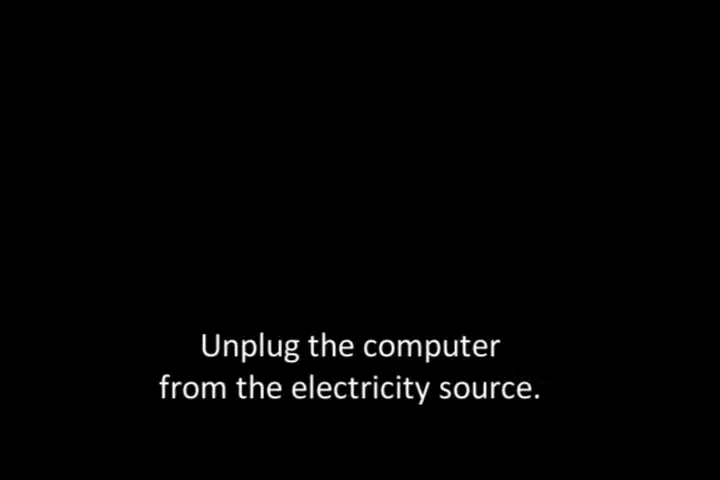 Unplug the computer
from the electricity source.